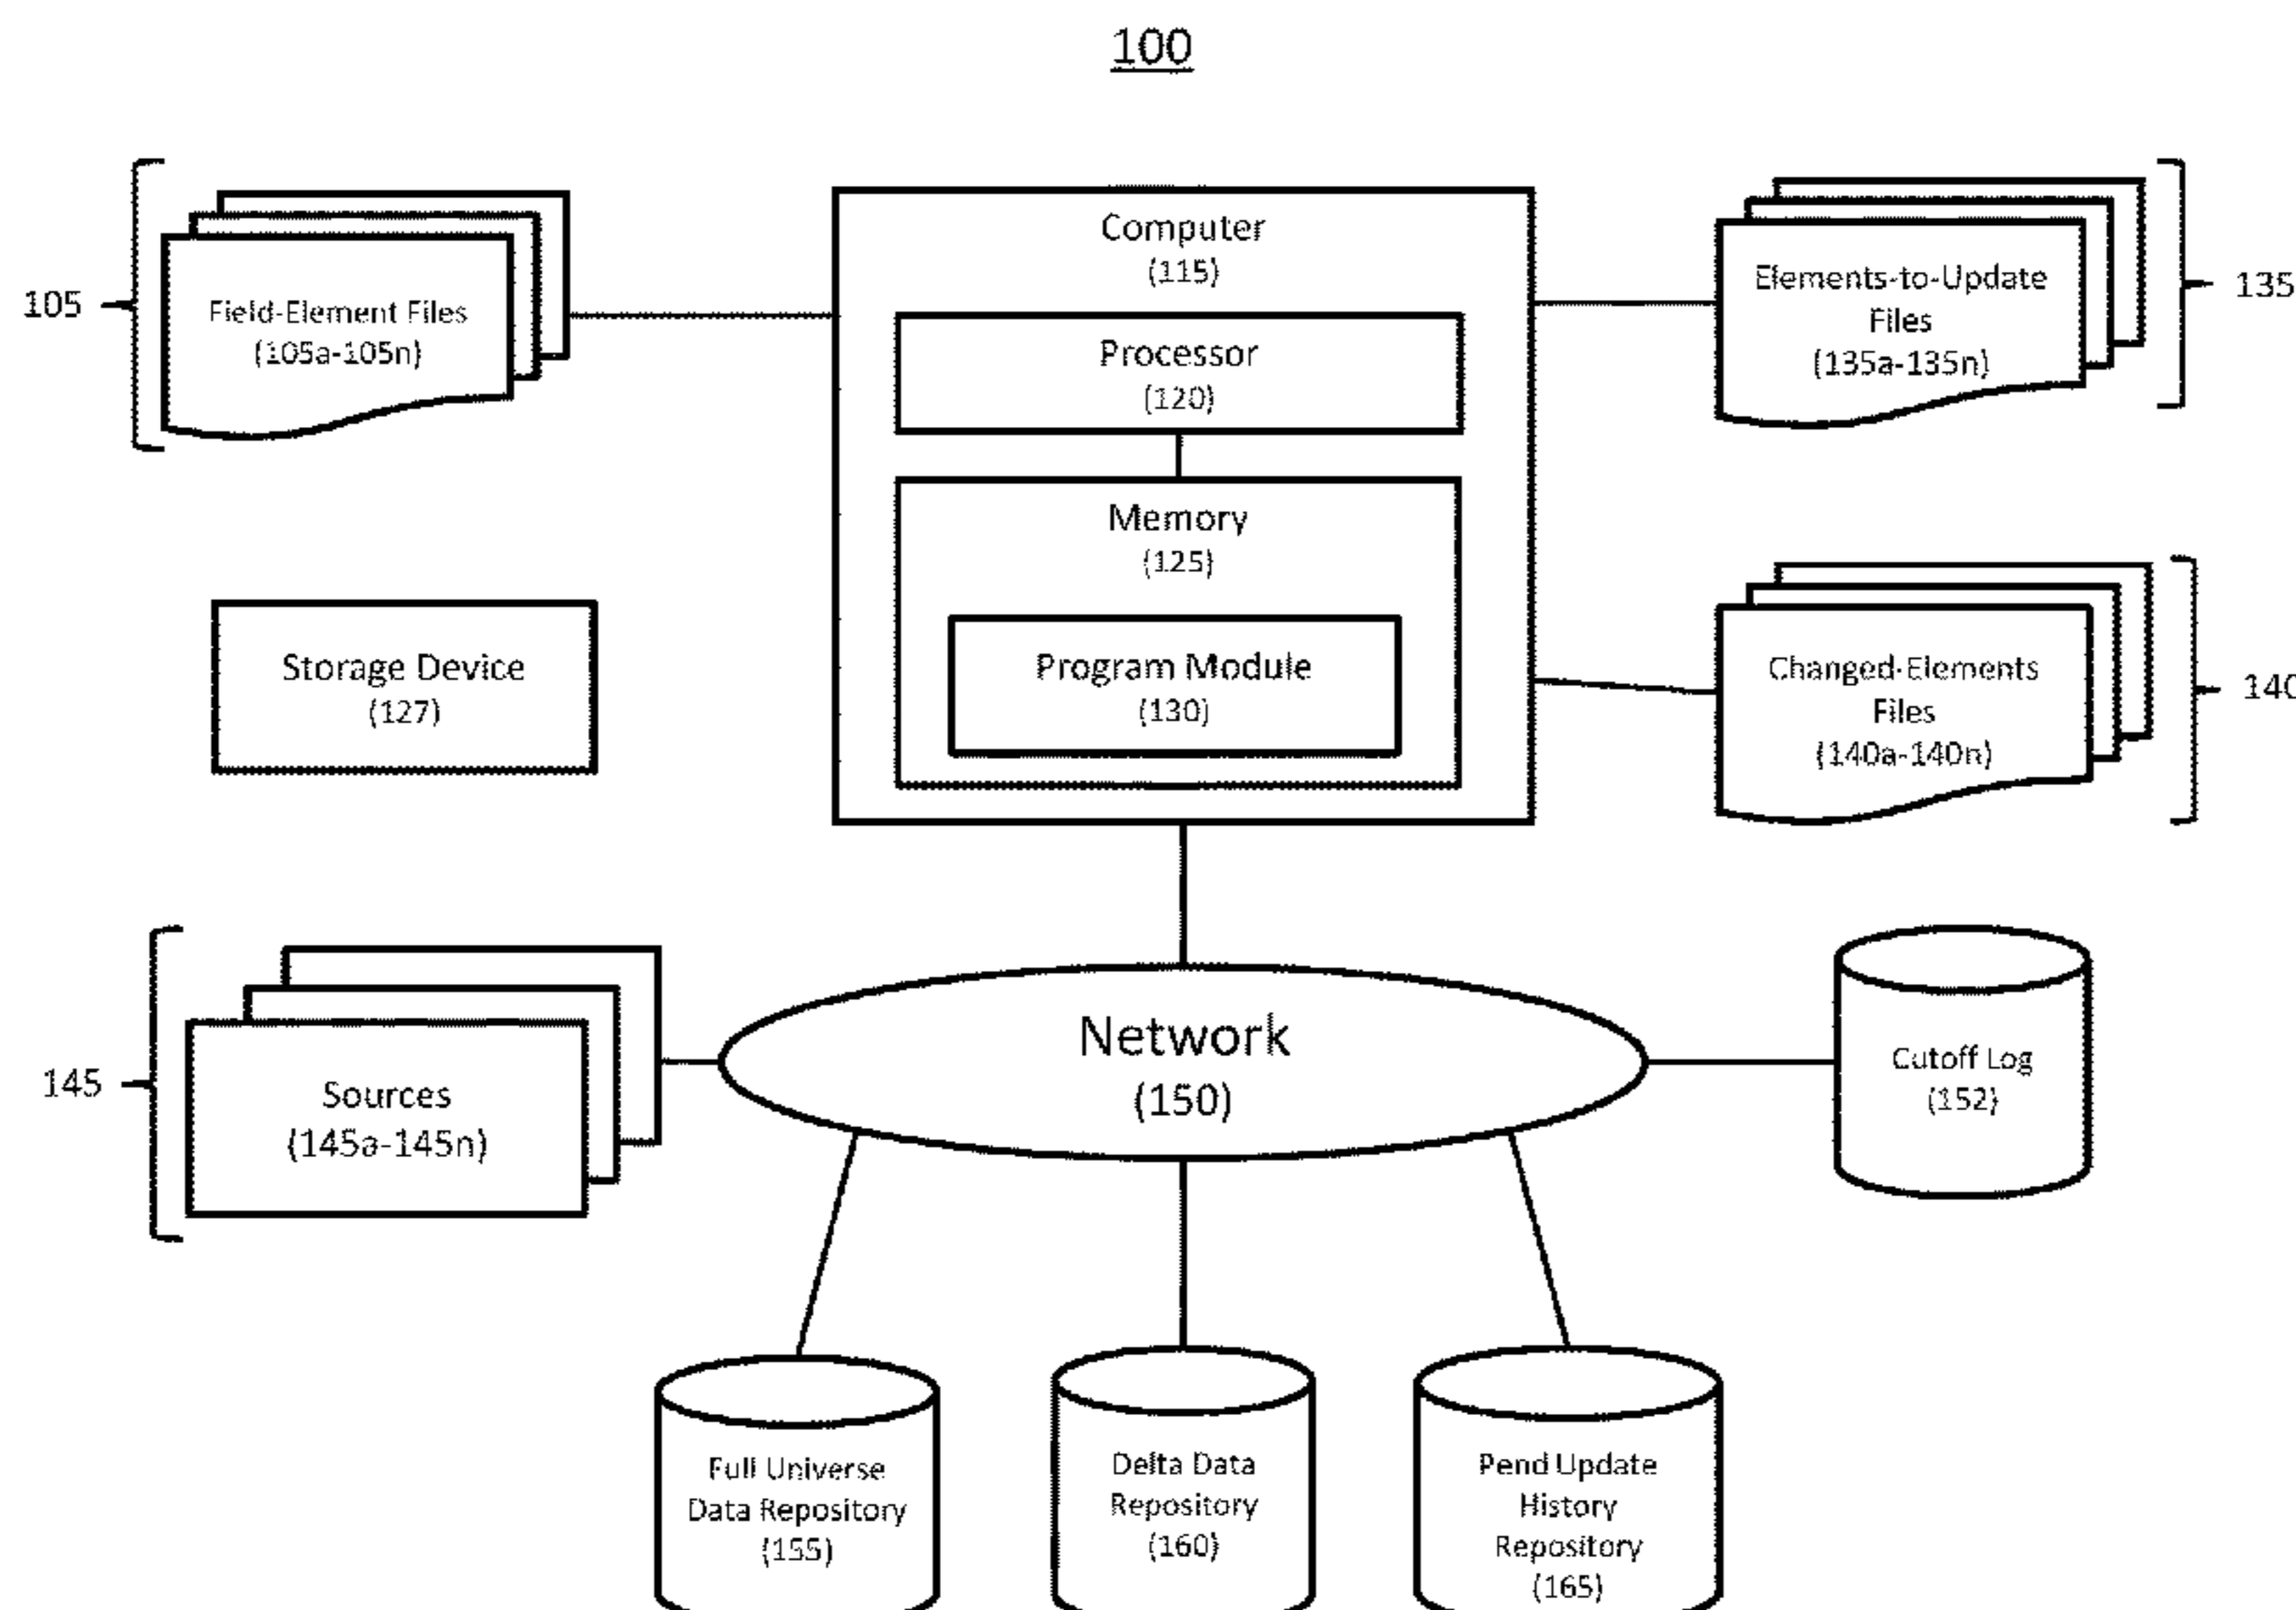 100
105
Field-Element Files
(105a-105n)
Computer
(115)
Processor
(120)
Memory
(125)
Program Module
(130)
Elements-to-Update
Files
(135a-135n)
135
Storage Device
(127)
Changed-Elements
Files
(140a-140n)
140
145
Sources
(145a-145n)
Network
(150)
Cutoff Log
(152)
Full Universe
Data Repository
(155)
Delta Data
Repository
(160)
Pend Update
History
Repository
(165)